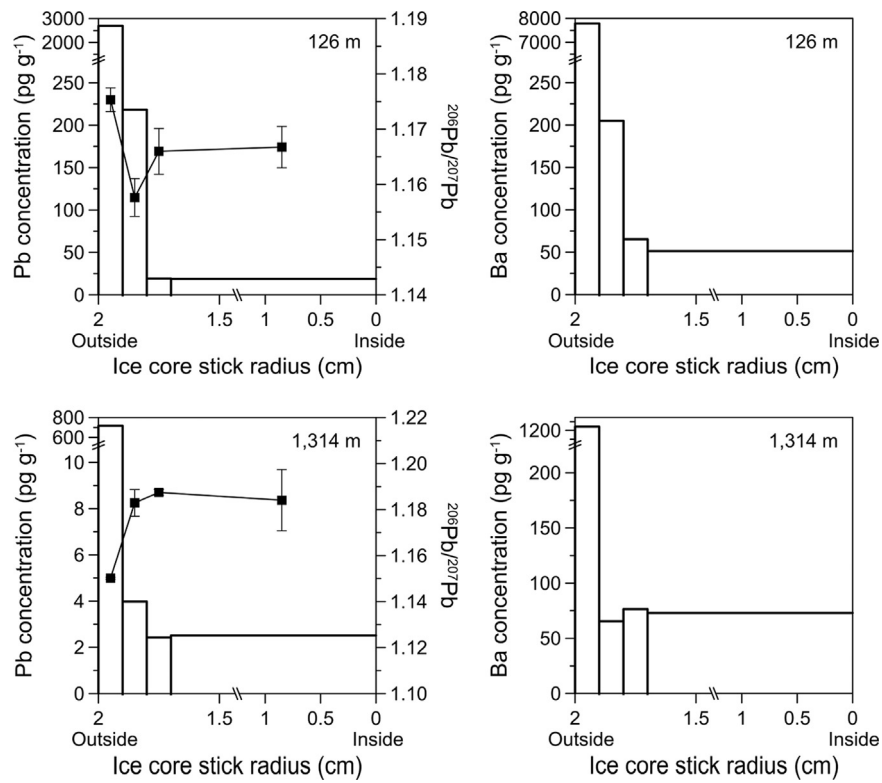 3000
2000
250
200
150
100
50
0
Pb concentration (pg g⁻¹)
126 m
1.19
1.18
1.17
1.16
1.15
1.14
²⁰⁶Pb/²⁰⁷Pb
2
1.5
1
0.5
0
Outside
Inside
Ice core stick radius (cm)
8000
7000
250
200
150
100
50
0
Ba concentration (pg g⁻¹)
126 m
2
1.5
1
0.5
0
Outside
Inside
Ice core stick radius (cm)
800
600
10
8
6
4
2
0
Pb concentration (pg g⁻¹)
1,314 m
1.22
1.20
1.18
1.16
1.14
1.12
1.10
²⁰⁶Pb/²⁰⁷Pb
2
1.5
1
0.5
0
Outside
Inside
Ice core stick radius (cm)
1200
200
150
100
50
0
Ba concentration (pg g⁻¹)
1,314 m
2
1.5
1
0.5
0
Outside
Inside
Ice core stick radius (cm)